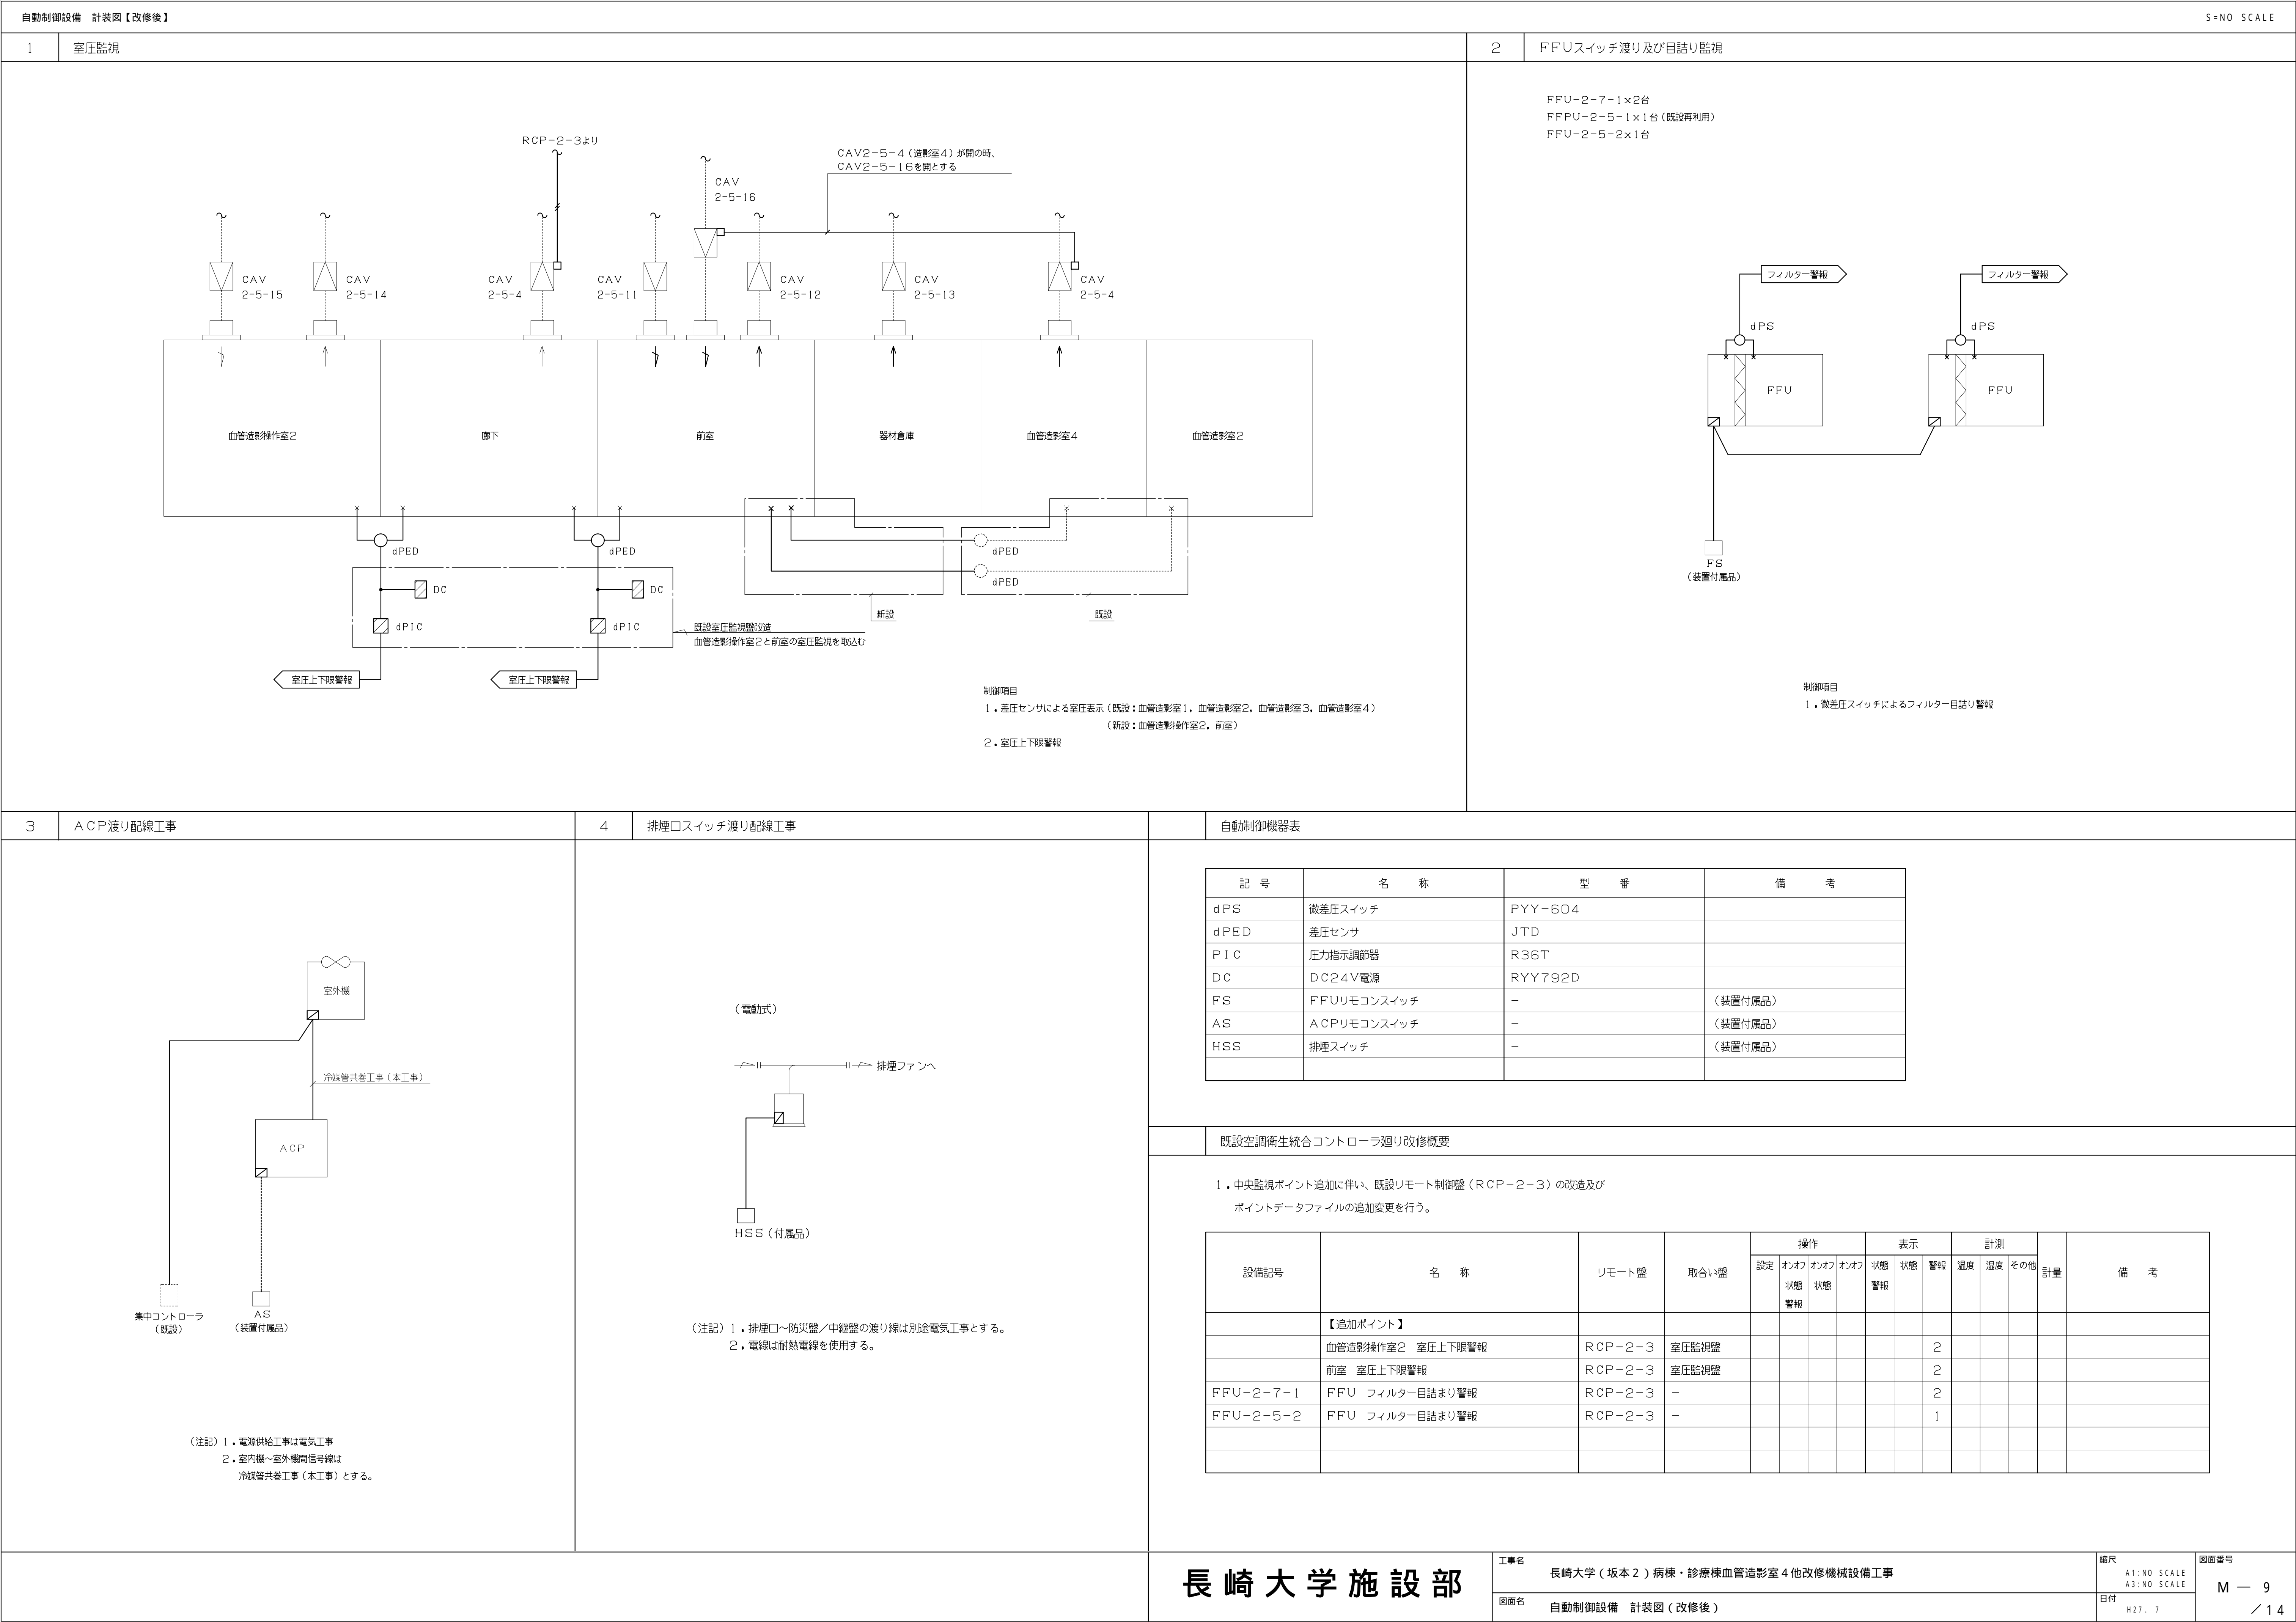 自動制御設備　計装図【改修後】
S=NO SCALE
1　室圧監視
RCP-2-3より
CAV2-5-4（造影室4）が開の時、
CAV2-5-16を開とする
CAV
2-5-16
CAV
2-5-15
CAV
2-5-14
CAV
2-5-4
CAV
2-5-11
CAV
2-5-12
CAV
2-5-13
CAV
2-5-4
血管造影操作室2
廊下
前室
器材倉庫
血管造影室4
血管造影室2
dPED
dPED
dPED
dPED
DC
DC
dPIC
dPIC
新設
既設
既設室圧監視盤改造
血管造影操作室2と前室の室圧監視を取込む
室圧上下限警報
室圧上下限警報
制御項目
1．差圧センサによる室圧表示（既設：血管造影室1，血管造影室2，血管造影室3，血管造影室4）
（新設：血管造影操作室2，前室）
2．室圧上下限警報
2　FFUスイッチ渡り及び目詰り監視
FFU-2-7-1x2台
FFPU-2-5-1x1台（既設再利用）
FFU-2-5-2x1台
フィルター警報
フィルター警報
dPS
dPS
FFU
FFU
FS
（装置付属品）
制御項目
1．微差圧スイッチによるフィルター目詰り警報
3　ACP渡り配線工事
室外機
冷媒管共巻工事（本工事）
ACP
集中コントローラ
（既設）
AS
（装置付属品）
（注記）1．電源供給工事は電気工事
2．室内機～室外機間信号線は
冷媒管共巻工事（本工事）とする。
4　排煙口スイッチ渡り配線工事
（電動式）
排煙ファンへ
HSS（付属品）
（注記）1．排煙口～防災盤／中継盤の渡り線は別途電気工事とする。
2．電線は耐熱電線を使用する。
自動制御機器表
記　号　名　称　型　番　備　考
dPS　微差圧スイッチ　PYY-604
dPED　差圧センサ　JTD
PIC　圧力指示調節器　R36T
DC　DC24V電源　RYY792D
FS　FFUリモコンスイッチ　-　（装置付属品）
AS　ACPリモコンスイッチ　-　（装置付属品）
HSS　排煙スイッチ　-　（装置付属品）
既設空調衛生統合コントローラ廻り改修概要
1．中央監視ポイント追加に伴い、既設リモート制御盤（RCP-2-3）の改造及び
ポイントデータファイルの追加変更を行う。
設備記号　名　称　リモート盤　取合い盤　操作　表示　計測　計量　備　考
設定　オンオフ　オンオフ　オンオフ　状態　状態　警報　温度　湿度　その他
状態　状態　警報
警報
【追加ポイント】
血管造影操作室2　室圧上下限警報　RCP-2-3　室圧監視盤　2
前室　室圧上下限警報　RCP-2-3　室圧監視盤　2
FFU-2-7-1　FFU　フィルター目詰まり警報　RCP-2-3　-　2
FFU-2-5-2　FFU　フィルター目詰まり警報　RCP-2-3　-　1
長崎大学施設部
工事名
長崎大学（坂本2）病棟・診療棟血管造影室4他改修機械設備工事
図面名
自動制御設備　計装図（改修後）
縮尺
A1:NO SCALE
A3:NO SCALE
日付
H27. 7
図面番号
M－9
／14